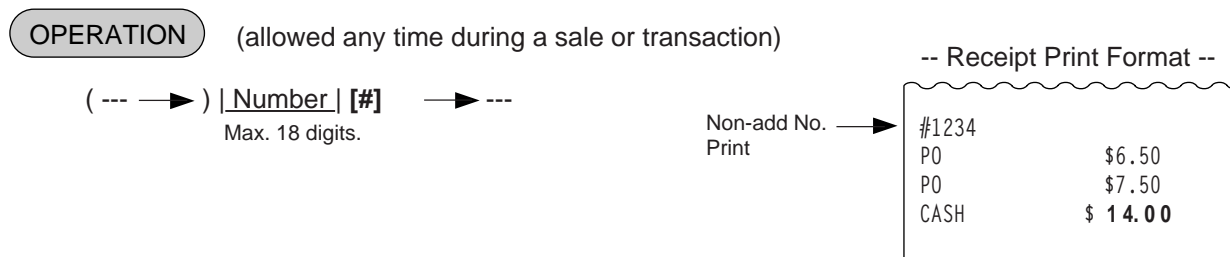 OPERATION (allowed any time during a sale or transaction)
( --- ) | Number | [#] ---
Max. 18 digits.
-- Receipt Print Format --
Non-add No.
Print
#1234
PO $6.50
PO $7.50
CASH $ 14.00